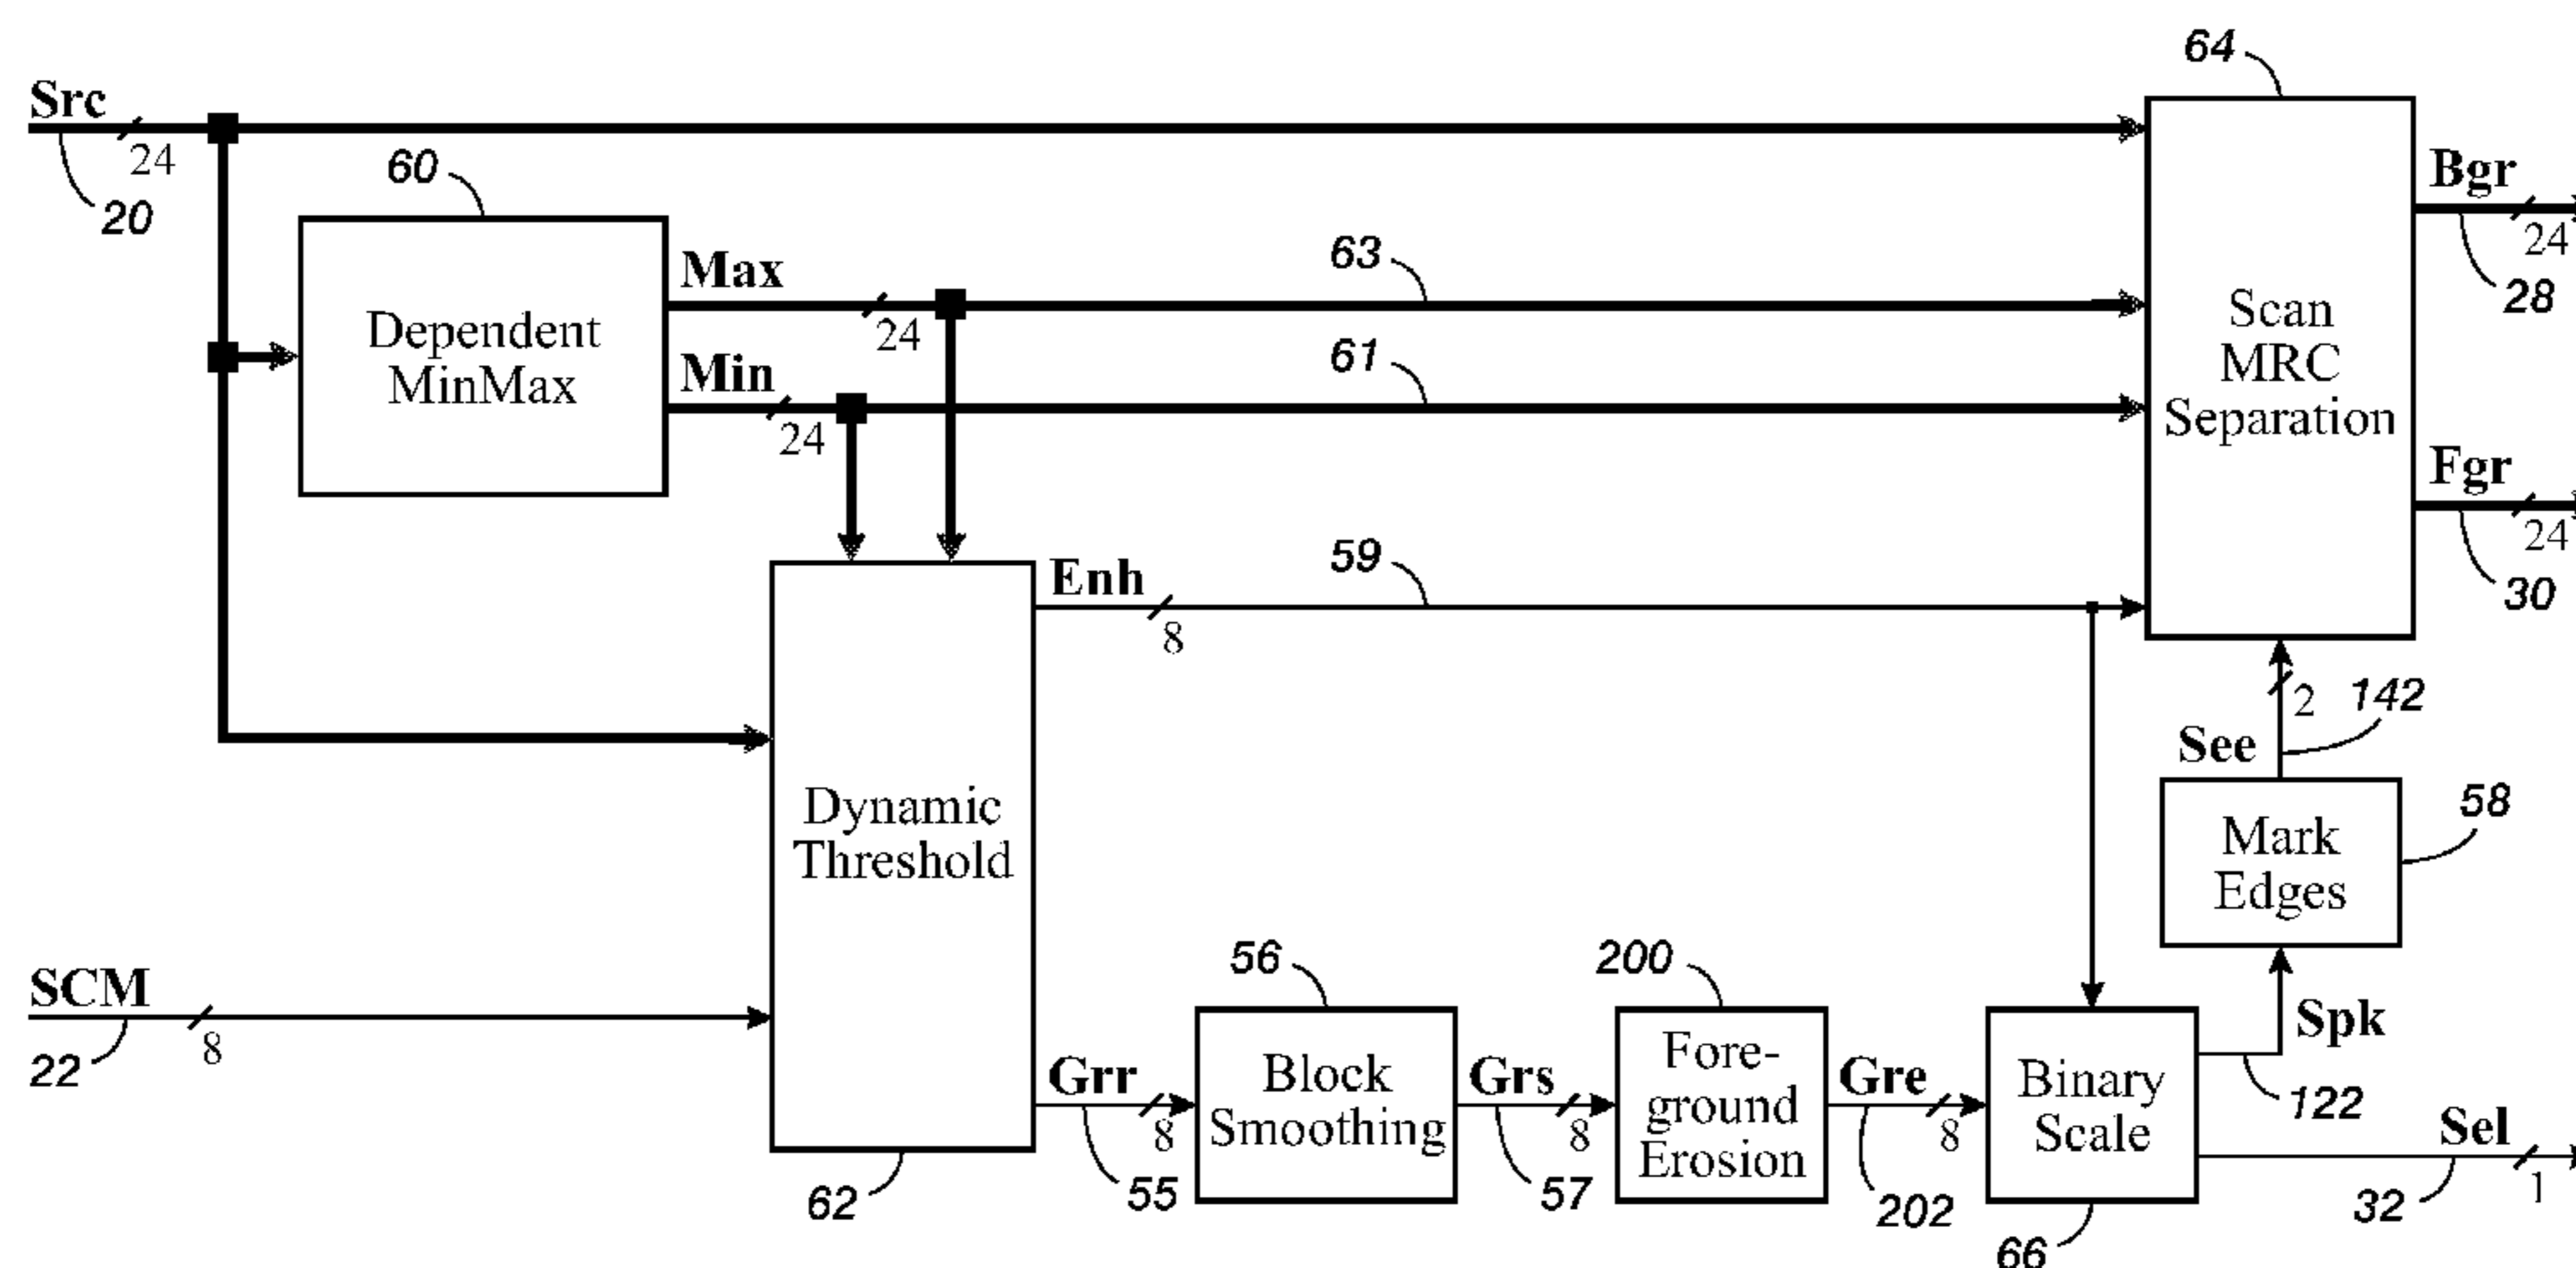 64
Src
24
20
60
Bgr
24
28
Max
24
63
Dependent
MinMax
Min
24
61
Scan
MRC
Separation
Fgr
24
30
Enh
8
59
2
142
See
Dynamic
Threshold
Mark
Edges
58
SCM
8
22
56
200
Spk
Grr
8
55
Block
Smoothing
Grs
8
57
Fore-
ground
Erosion
Gre
8
202
Binary
Scale
122
Sel
1
32
62
66